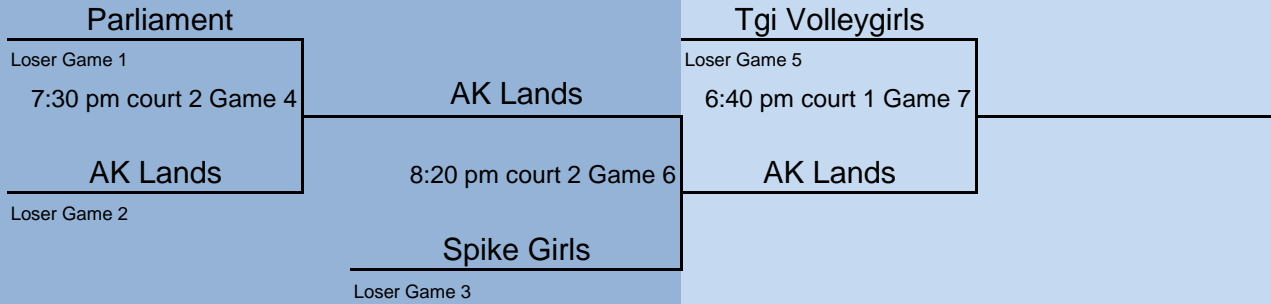 Parliament
Tgi Volleygirls
Loser Game 1
Loser Game 5
7:30 pm court 2 Game 4
AK Lands
6:40 pm court 1 Game 7
AK Lands
8:20 pm court 2 Game 6
AK Lands
Loser Game 2
Spike Girls
Loser Game 3